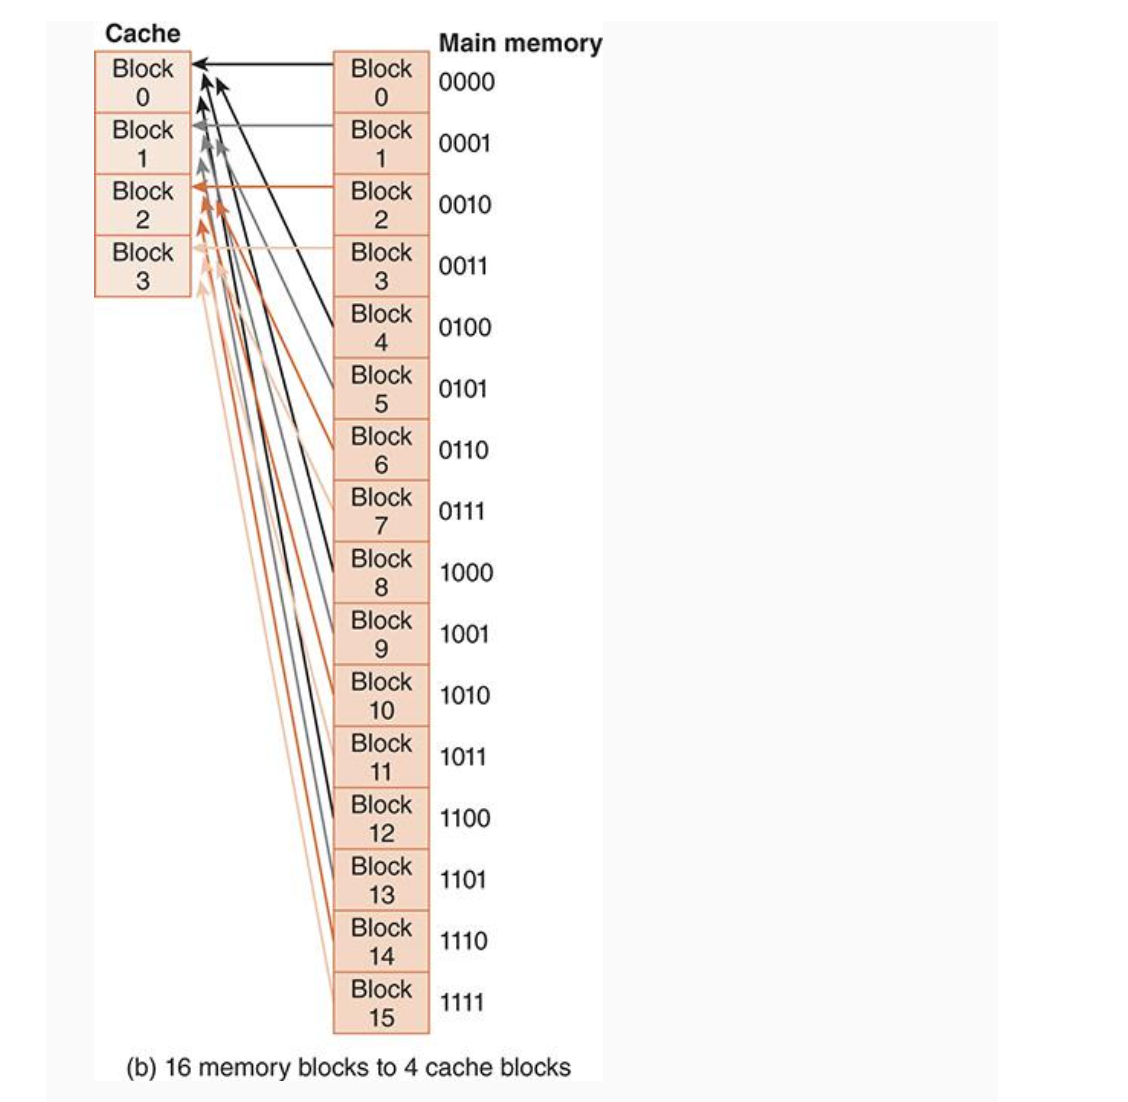 Cache
Main memory
Block
0
Block
1
Block
2
Block
3
Block
0
0000
Block
1
0001
Block
2
0010
Block
3
0011
Block
4
0100
Block
5
0101
Block
6
0110
Block
7
0111
Block
8
1000
Block
9
1001
Block
10
1010
Block
11
1011
Block
12
1100
Block
13
1101
Block
14
1110
Block
15
1111
(b) 16 memory blocks to 4 cache blocks